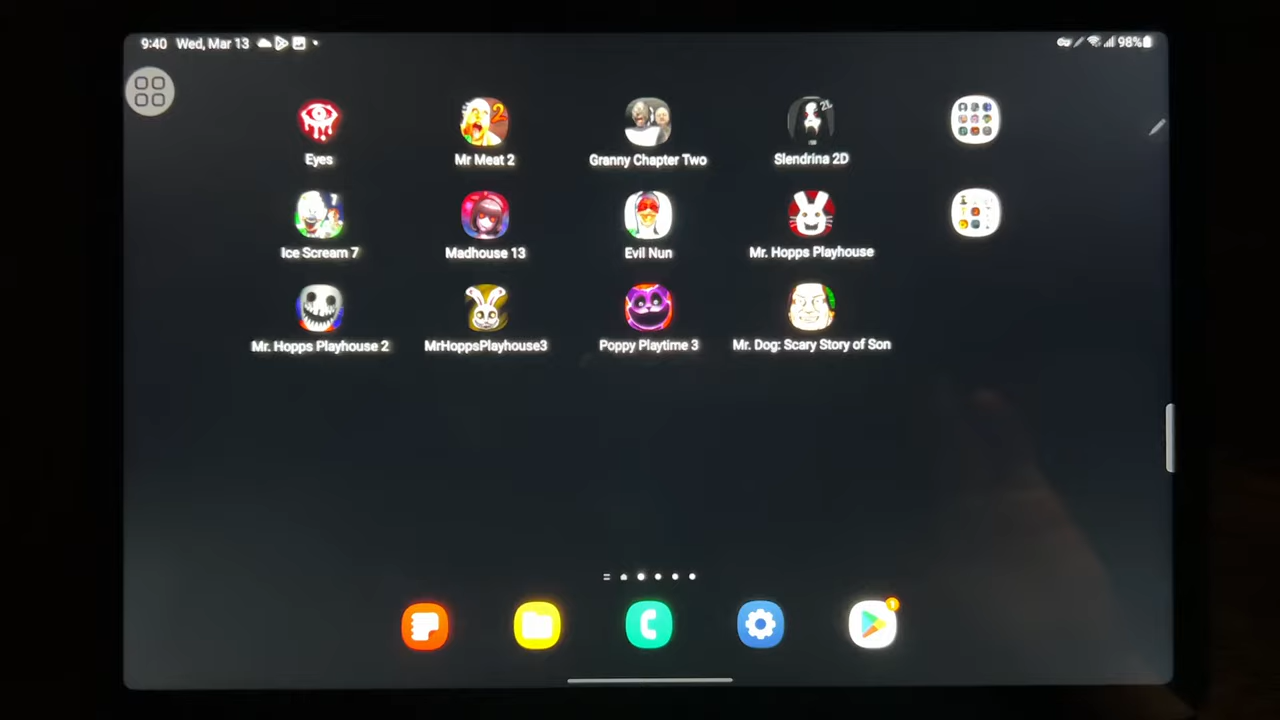 9:40 Wed, Mar 13 98%
Eyes Mr Meat 2 Granny Chapter Two Slendrina 2D
Ice Scream 7 Madhouse 13 Evil Nun Mr. Hopps Playhouse
Mr. Hopps Playhouse 2 MrHoppsPlayhouse3 Poppy Playtime 3 Mr. Dog: Scary Story of Son